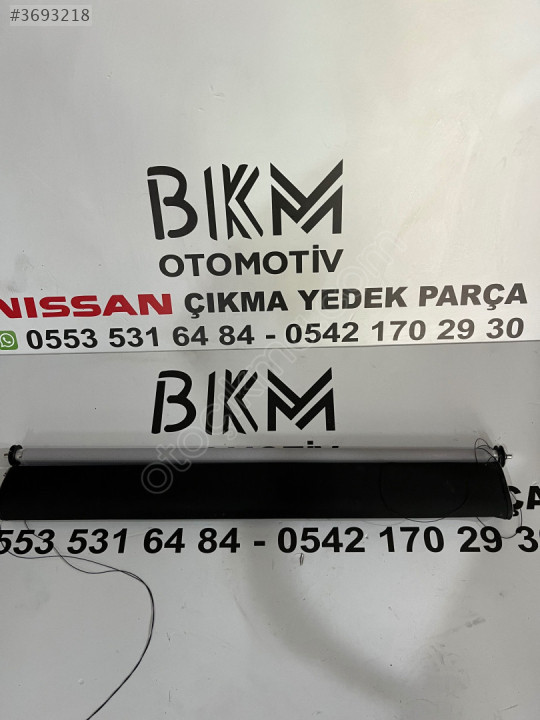 #3693218
BKM
OTOMOTİV
NISSAN ÇIKMA YEDEK PARÇA
0553 531 64 84 - 0542 170 29 30
BKM
OTOMOTİV
553 531 64 84 - 0542 170 29 3